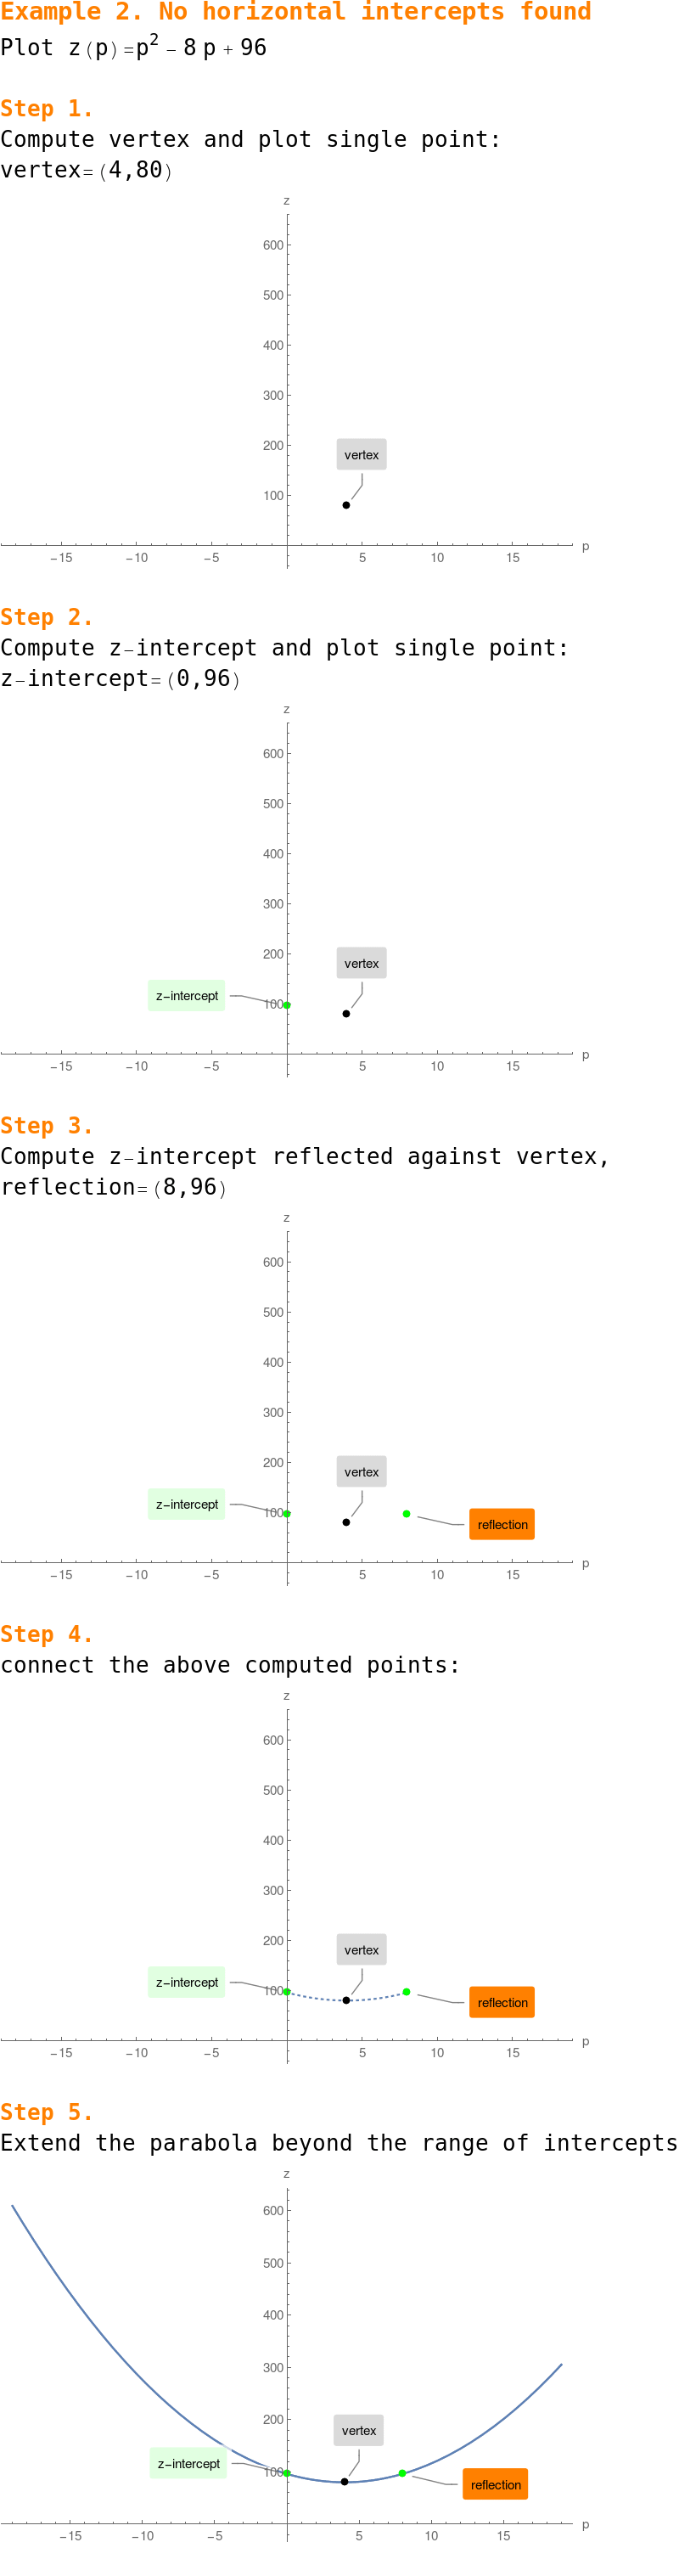 Example 2. No horizontal intercepts found
Plot z(p)=p² − 8 p + 96
Step 1.
Compute vertex and plot single point:
vertex=(4,80)
z
600
500
400
300
200
vertex
100
−15 −10 −5 5 10 15 p
Step 2.
Compute z−intercept and plot single point:
z−intercept=(0,96)
z
600
500
400
300
200
vertex
z−intercept
100
−15 −10 −5 5 10 15 p
Step 3.
Compute z−intercept reflected against vertex,
reflection=(8,96)
z
600
500
400
300
200
vertex
z−intercept
100
reflection
−15 −10 −5 5 10 15 p
Step 4.
connect the above computed points:
z
600
500
400
300
200
vertex
z−intercept
100
reflection
−15 −10 −5 5 10 15 p
Step 5.
Extend the parabola beyond the range of intercepts
z
600
500
400
300
200
vertex
z−intercept
100
reflection
−15 −10 −5 5 10 15 p